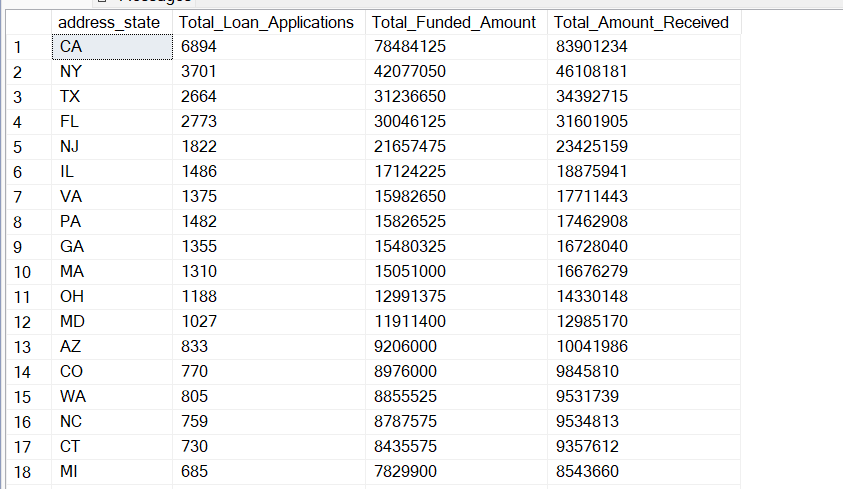 Messages
address_state Total_Loan_Applications Total_Funded_Amount Total_Amount_Received
1 CA 6894 78484125 83901234
2 NY 3701 42077050 46108181
3 TX 2664 31236650 34392715
4 FL 2773 30046125 31601905
5 NJ 1822 21657475 23425159
6 IL 1486 17124225 18875941
7 VA 1375 15982650 17711443
8 PA 1482 15826525 17462908
9 GA 1355 15480325 16728040
10 MA 1310 15051000 16676279
11 OH 1188 12991375 14330148
12 MD 1027 11911400 12985170
13 AZ 833 9206000 10041986
14 CO 770 8976000 9845810
15 WA 805 8855525 9531739
16 NC 759 8787575 9534813
17 CT 730 8435575 9357612
18 MI 685 7829900 8543660